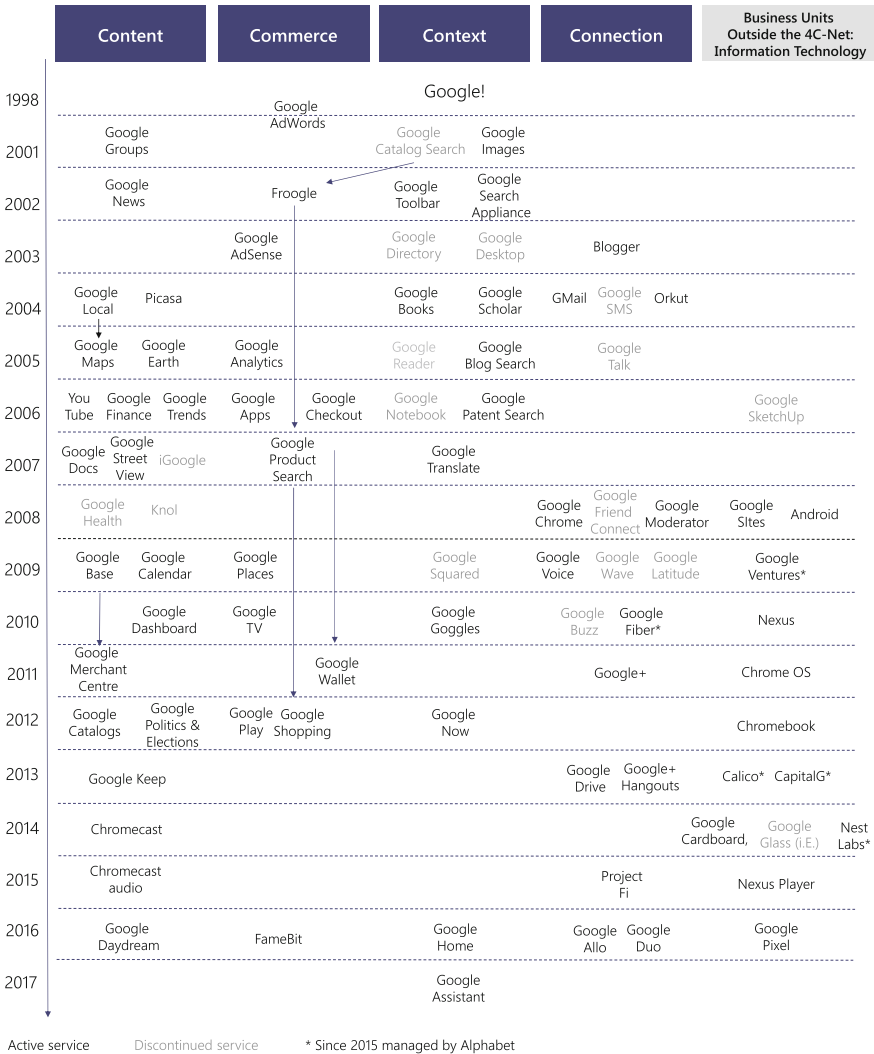 Content
Commerce
Context
Connection
Business Units
Outside the 4C-Net:
Information Technology
1998
Google!
Google
AdWords
2001
Google
Groups
Google
Catalog Search
Google
Images
2002
Google
News
Froogle
Google
Toolbar
Google
Search
Appliance
2003
Google
AdSense
Google
Directory
Google
Desktop
Blogger
2004
Google
Local
Picasa
Google
Books
Google
Scholar
GMail
Google
SMS
Orkut
2005
Google
Maps
Google
Earth
Google
Analytics
Google
Reader
Google
Blog Search
Google
Talk
2006
You
Tube
Google
Finance
Google
Trends
Google
Apps
Google
Checkout
Google
Notebook
Google
Patent Search
Google
SketchUp
2007
Google
Docs
Google
Street
View
iGoogle
Google
Product
Search
Google
Translate
2008
Google
Health
Knol
Google
Chrome
Google
Friend
Connect
Google
Moderator
Google
SItes
Android
2009
Google
Base
Google
Calendar
Google
Places
Google
Squared
Google
Voice
Google
Wave
Google
Latitude
Google
Ventures*
2010
Google
Dashboard
Google
TV
Google
Goggles
Google
Buzz
Google
Fiber*
Nexus
2011
Google
Merchant
Centre
Google
Wallet
Google+
Chrome OS
2012
Google
Catalogs
Google
Politics &
Elections
Google
Play
Google
Shopping
Google
Now
Chromebook
2013
Google Keep
Google
Drive
Google+
Hangouts
Calico*
CapitalG*
2014
Chromecast
Google
Cardboard,
Google
Glass (i.E.)
Nest
Labs*
2015
Chromecast
audio
Project
Fi
Nexus Player
2016
Google
Daydream
FameBit
Google
Home
Google
Allo
Google
Duo
Google
Pixel
2017
Google
Assistant
Active service
Discontinued service
* Since 2015 managed by Alphabet